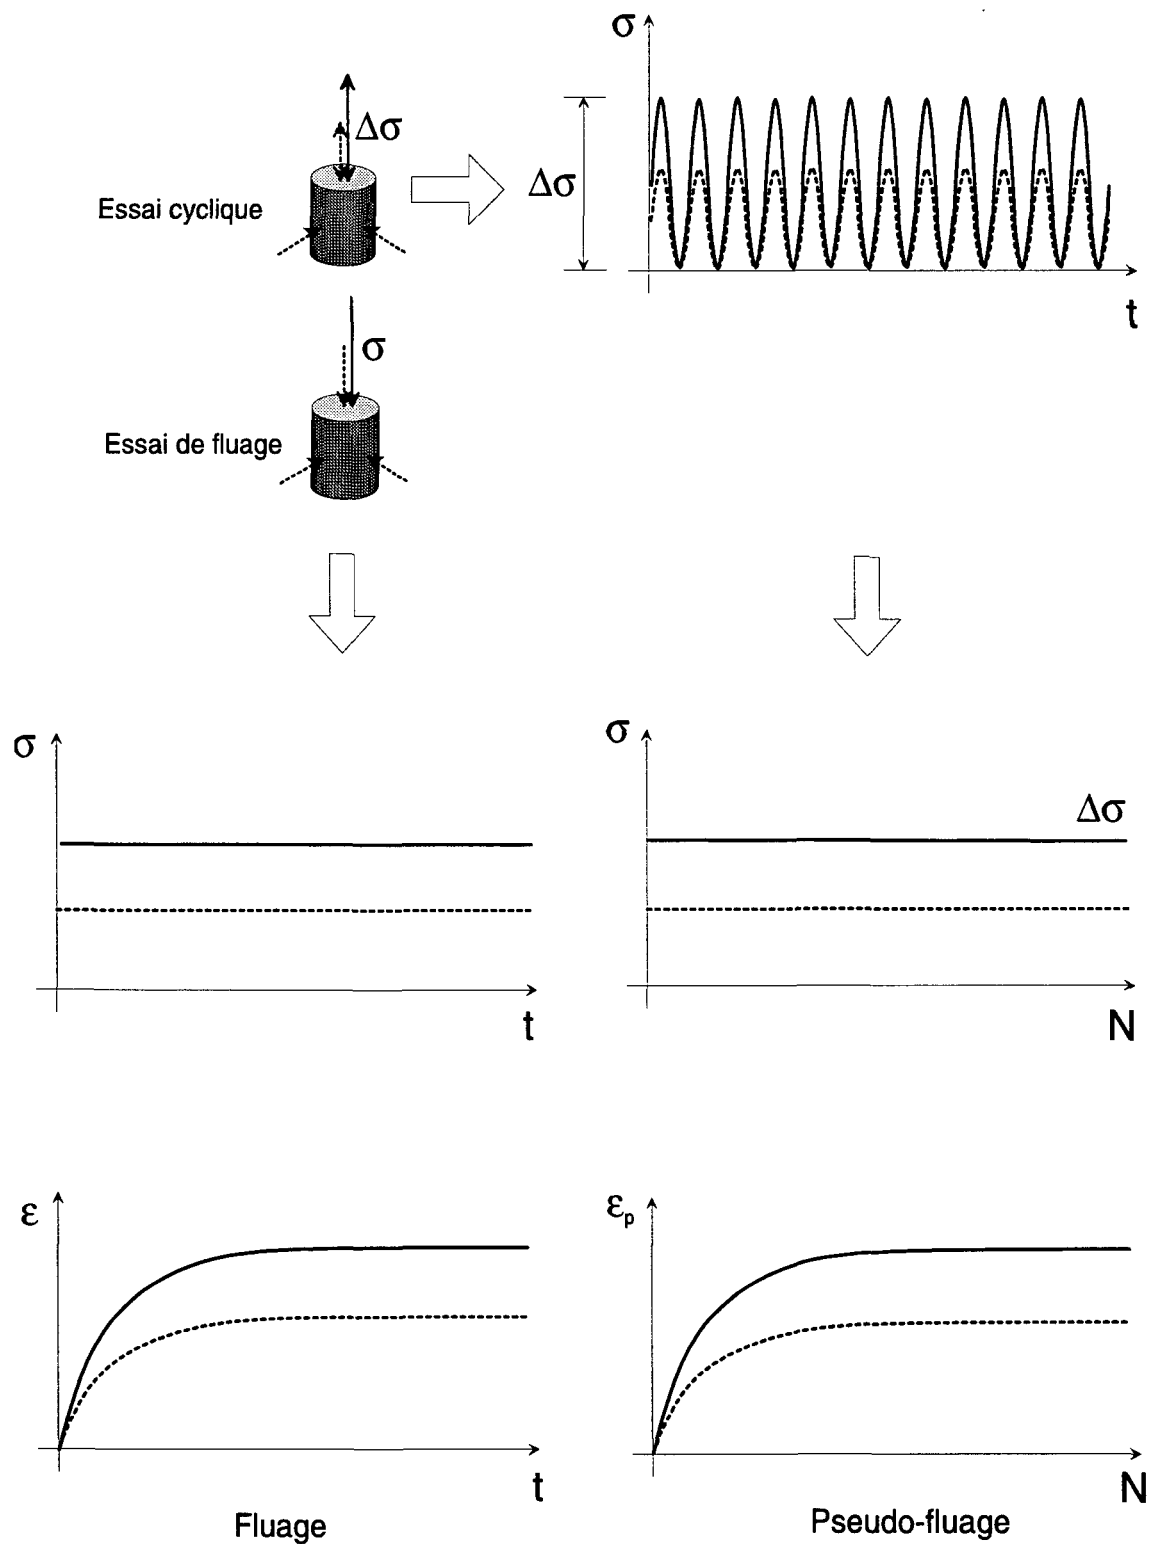 σ
Δσ
Essai cyclique
Δσ
t
σ
Essai de fluage
σ
t
σ
Δσ
N
ε
t
Fluage
εp
N
Pseudo-fluage